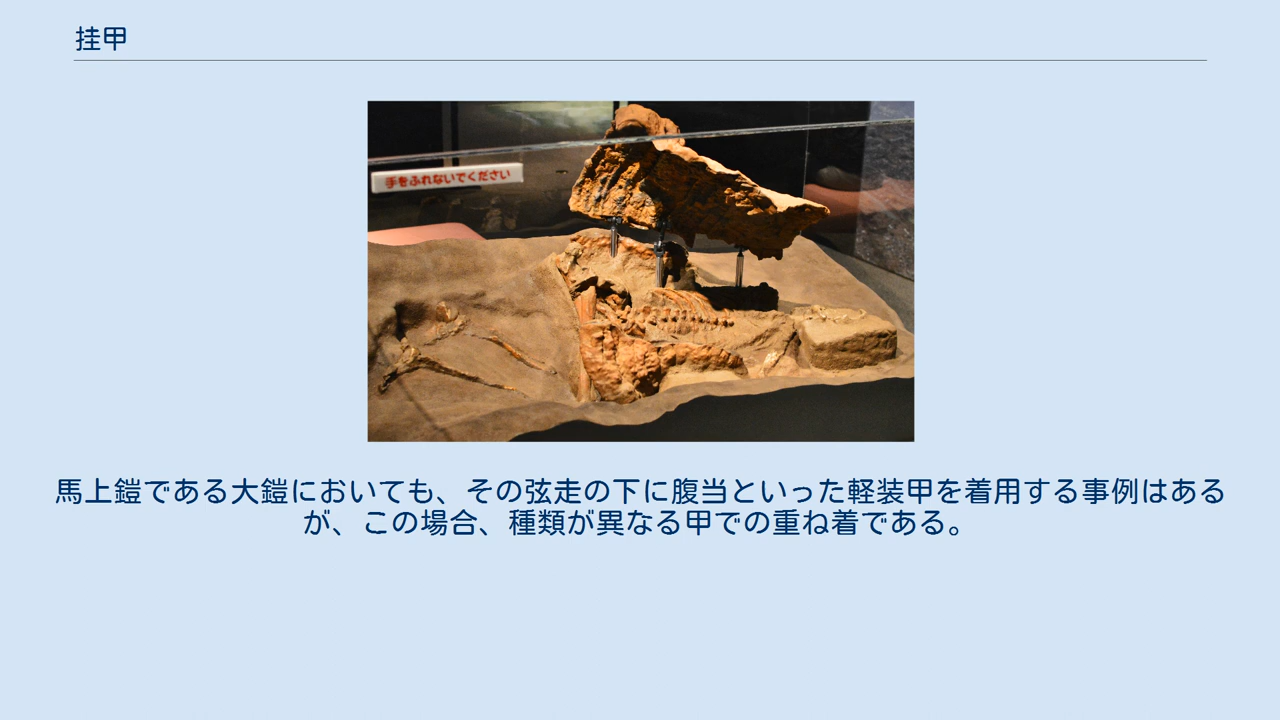 挂甲
手をふれないでください
馬上鎧である大鎧においても、その弦走の下に腹当といった軽装甲を着用する事例はある
が、この場合、種類が異なる甲での重ね着である。